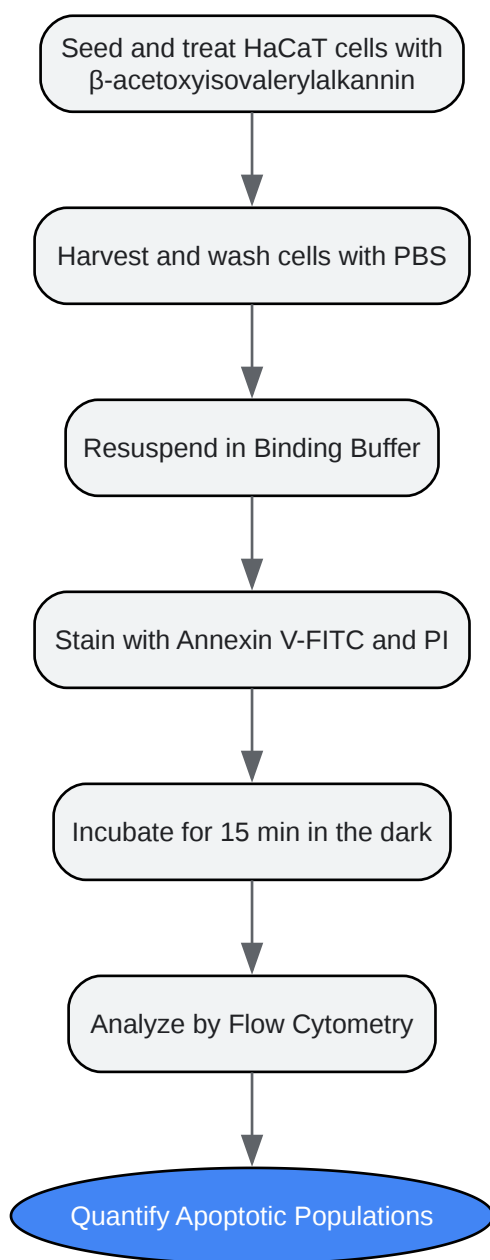 Seed and treat HaCaT cells with
β-acetoxyisovalerylalkannin
Harvest and wash cells with PBS
Resuspend in Binding Buffer
Stain with Annexin V-FITC and PI
Incubate for 15 min in the dark
Analyze by Flow Cytometry
Quantify Apoptotic Populations